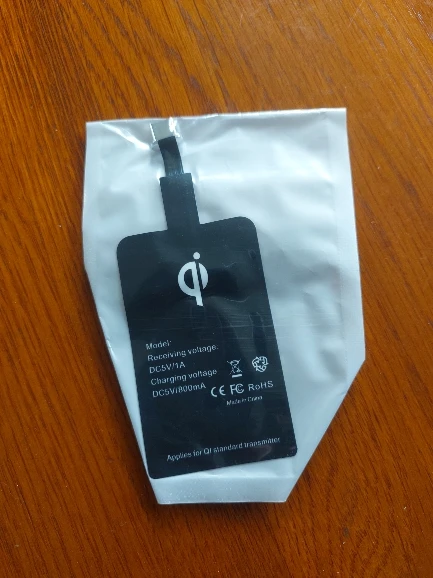 qi
Model:
Receiving voltage:
DC5V/1A
Charging voltage
DC5V/800mA
CE FC RoHS
Made in China
Applies for QI standard transmitter